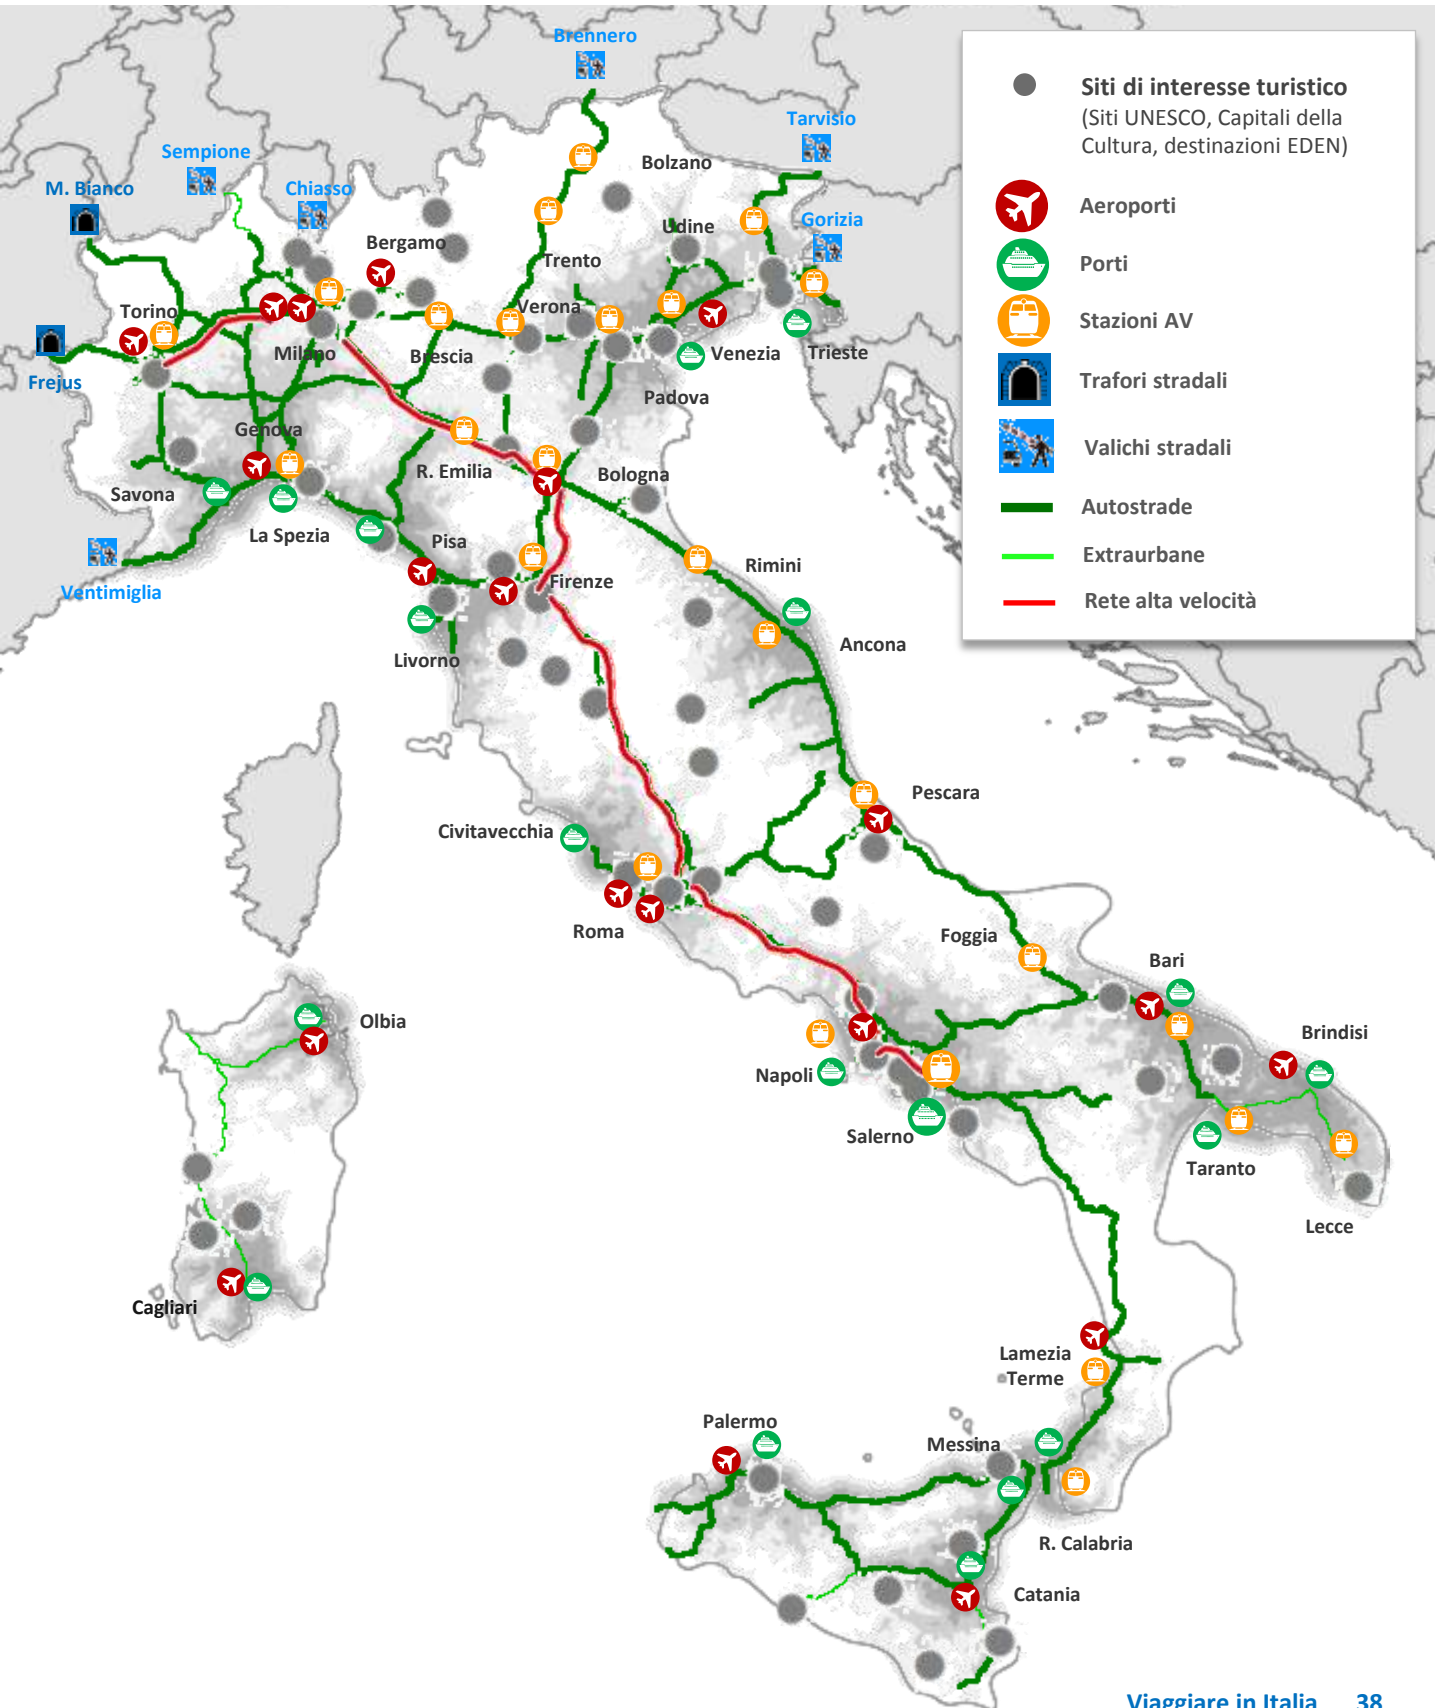 Brennero
Tarvisio
Sempione
Bolzano
M. Bianco
Chiasso
Udine
Gorizia
Bergamo
Trento
Torino
Verona
Milano
Brescia
Venezia
Trieste
Frejus
Padova
Genova
R. Emilia
Bologna
Savona
La Spezia
Pisa
Rimini
Firenze
Ventimiglia
Ancona
Livorno
Pescara
Civitavecchia
Roma
Foggia
Bari
Olbia
Brindisi
Napoli
Salerno
Taranto
Lecce
Cagliari
Lamezia
Terme
Palermo
Messina
R. Calabria
Catania
Siti di interesse turistico
(Siti UNESCO, Capitali della
Cultura, destinazioni EDEN)
Aeroporti
Porti
Stazioni AV
Trafori stradali
Valichi stradali
Autostrade
Extraurbane
Rete alta velocità
Viaggiare in Italia 38